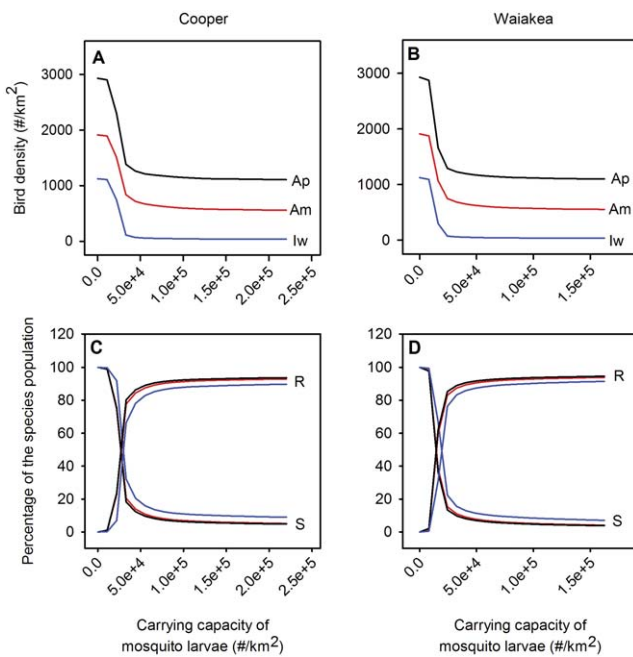 Cooper
Waiakea
A
B
Bird density (#/km2)
3000
2000
1000
0
Ap
Am
Iw
3000
2000
1000
0
Ap
Am
Iw
0.0
5.0e+4
1.0e+5
1.5e+5
2.0e+5
2.5e+5
0.0
5.0e+4
1.0e+5
1.5e+5
C
D
Percentage of the species population
120
100
80
60
40
20
0
R
S
120
100
80
60
40
20
0
R
S
0.0
5.0e+4
1.0e+5
1.5e+5
2.0e+5
2.5e+5
0.0
5.0e+4
1.0e+5
1.5e+5
Carrying capacity of
mosquito larvae (#/km2)
Carrying capacity of
mosquito larvae (#/km2)